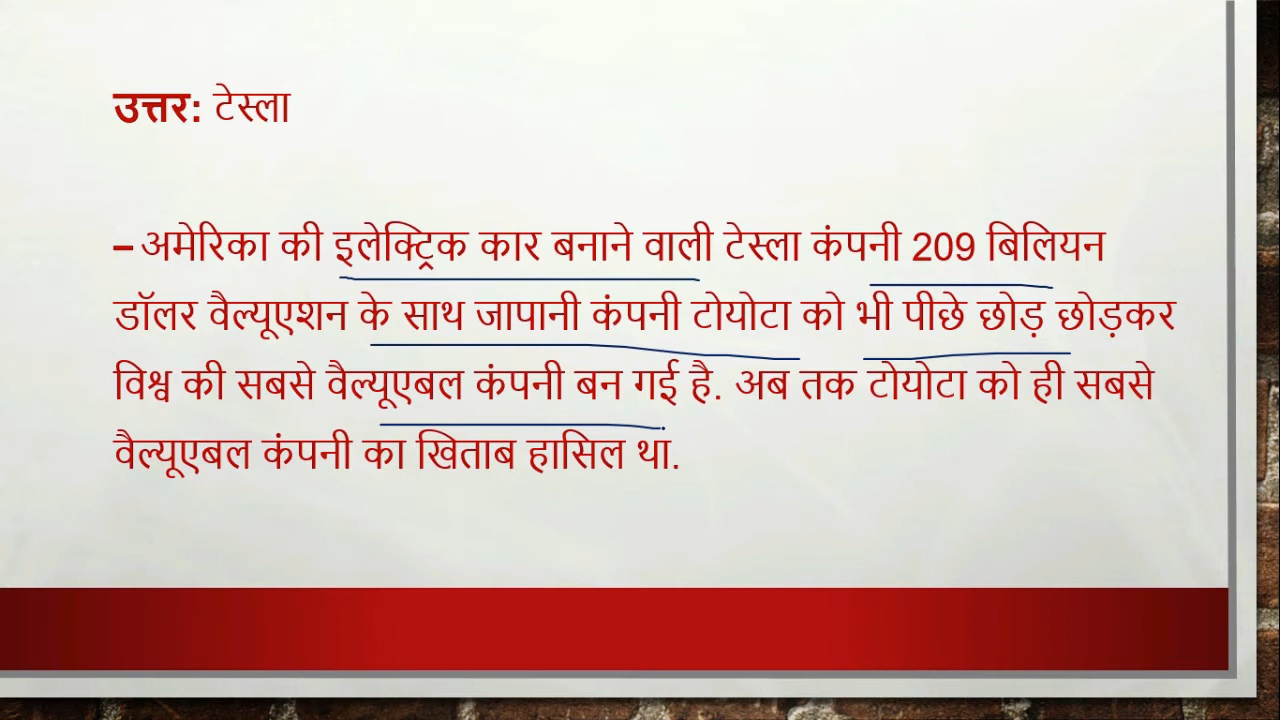 उत्तर: टेस्ला
– अमेरिका की इलेक्ट्रिक कार बनाने वाली टेस्ला कंपनी 209 बिलियन
डॉलर वैल्यूएशन के साथ जापानी कंपनी टोयोटा को भी पीछे छोड़ छोड़कर
विश्व की सबसे वैल्यूएबल कंपनी बन गई है. अब तक टोयोटा को ही सबसे
वैल्यूएबल कंपनी का खिताब हासिल था.